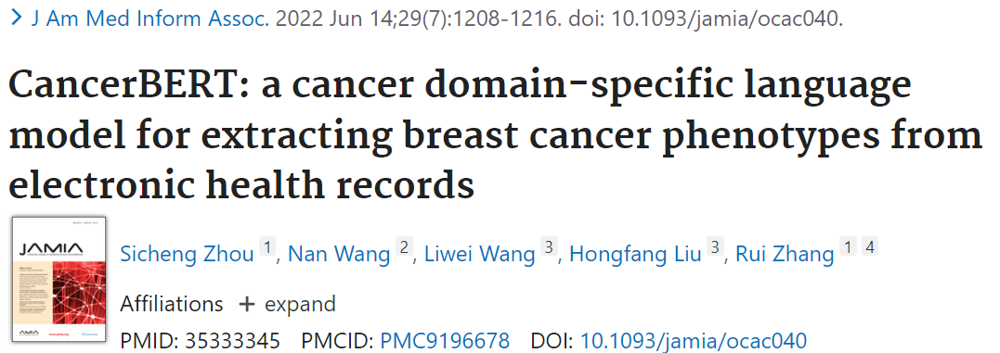 > J Am Med Inform Assoc. 2022 Jun 14;29(7):1208-1216. doi: 10.1093/jamia/ocac040.
CancerBERT: a cancer domain-specific language
model for extracting breast cancer phenotypes from
electronic health records
JAMIA
Sicheng Zhou 1, Nan Wang 2, Liwei Wang 3, Hongfang Liu 3, Rui Zhang 1 4
Affiliations + expand
PMID: 35333345 PMCID: PMC9196678 DOI: 10.1093/jamia/ocac040